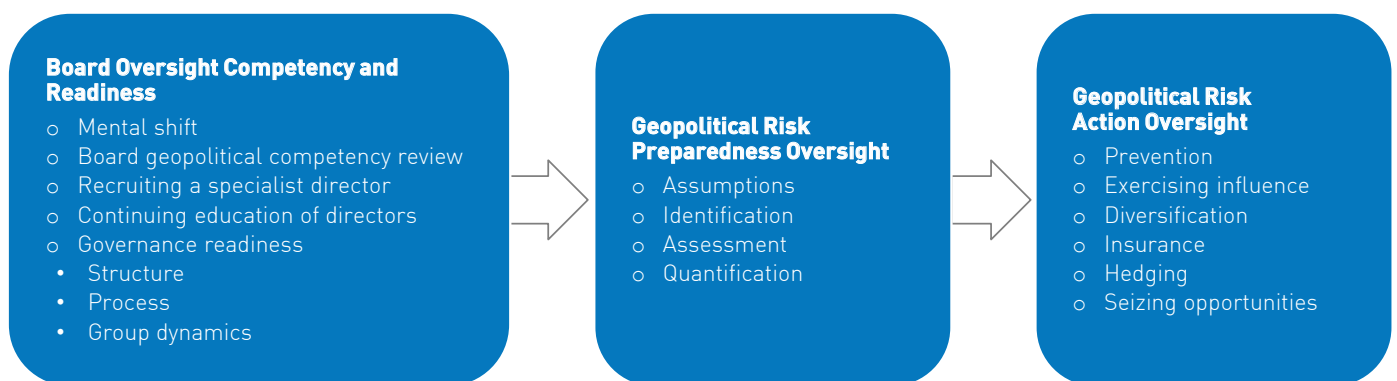 Board Oversight Competency and
Readiness
o Mental shift
o Board geopolitical competency review
o Recruiting a specialist director
o Continuing education of directors
o Governance readiness
• Structure
• Process
• Group dynamics
Geopolitical Risk
Preparedness Oversight
o Assumptions
o Identification
o Assessment
o Quantification
Geopolitical Risk
Action Oversight
o Prevention
o Exercising influence
o Diversification
o Insurance
o Hedging
o Seizing opportunities